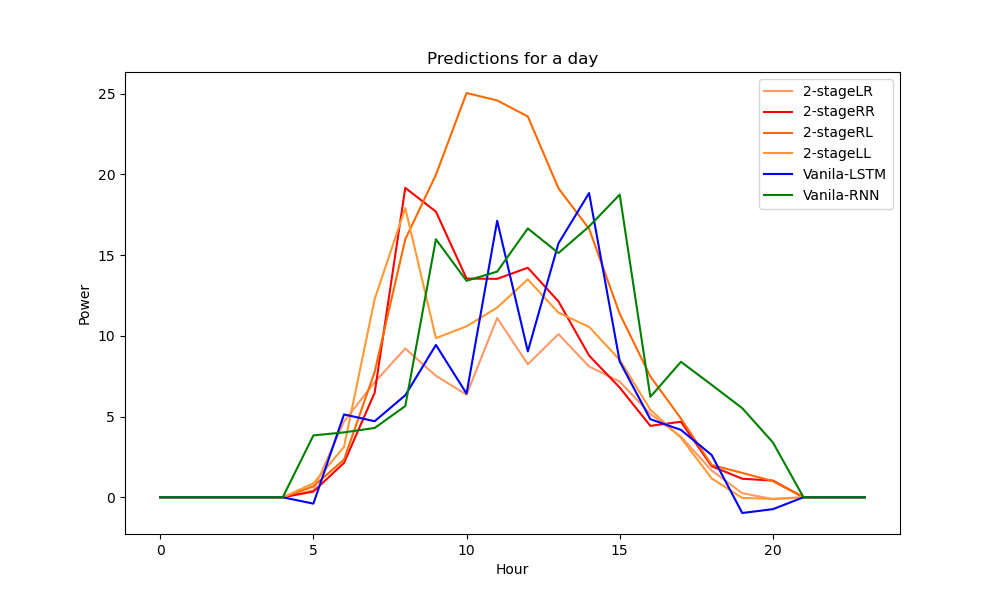 Predictions for a day
2-stageLR
2-stageRR
2-stageRL
2-stageLL
Vanila-LSTM
Vanila-RNN
25
20
15
10
5
0
Power
0 5 10 15 20
Hour